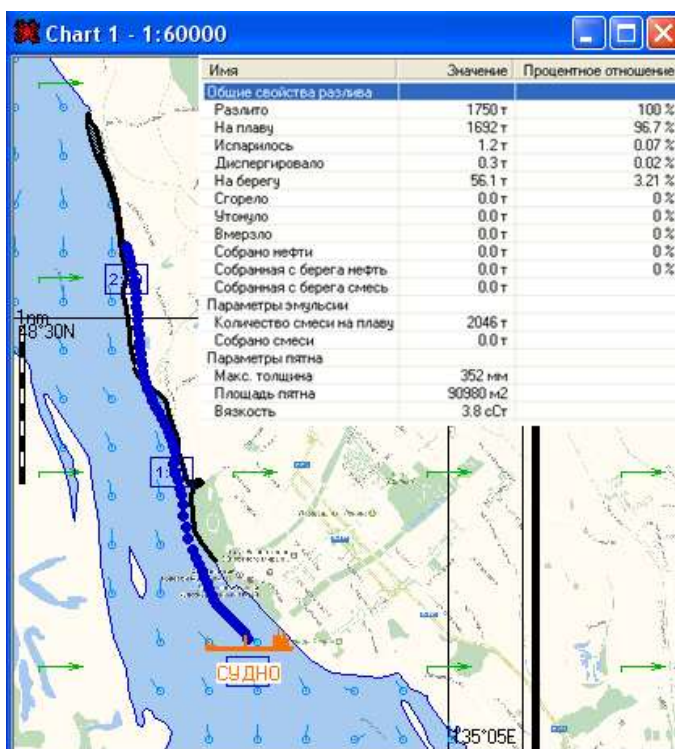 Chart 1 - 1:60000
Имя Значение Процентное отношение
Общие свойства разлива
Разлито 1750 т 100 %
На плаву 1692 т 96.7 %
Испарилось 1.2 т 0.07 %
Диспергировало 0.3 т 0.02 %
На берегу 56.1 т 3.21 %
Сгорело 0.0 т 0 %
Утонуло 0.0 т 0 %
Вмерзло 0.0 т 0 %
Собрано нефти 0.0 т 0 %
Собранная с берега нефть 0.0 т 0 %
Собранная с берега смесь 0.0 т
Параметры эмульсии
Количество смеси на плаву 2046 т
Собрано смеси 0.0 т
Параметры пятна
Макс. толщина 352 мм
Площадь пятна 90980 м2
Вязкость 3.8 сСт
1nm
48°30N
СУДНО
135°05E